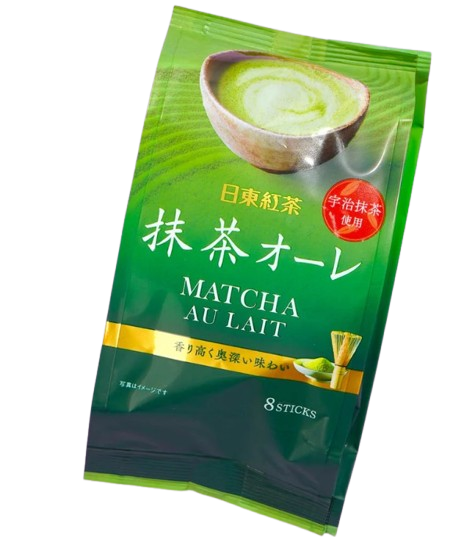 日東紅茶
宇治抹茶
使用
抹茶オーレ
MATCHA
AU LAIT
香り高く奥深い味わい
写真はイメージです
8 STICKS